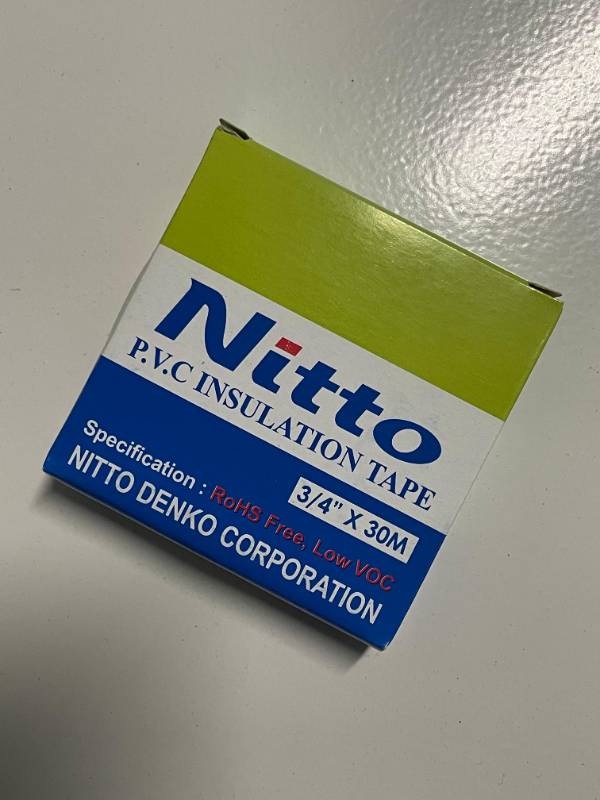 Nitto
P.V.C INSULATION TAPE
3/4" X 30M
Specification : RoHS Free, Low VOC
NITTO DENKO CORPORATION